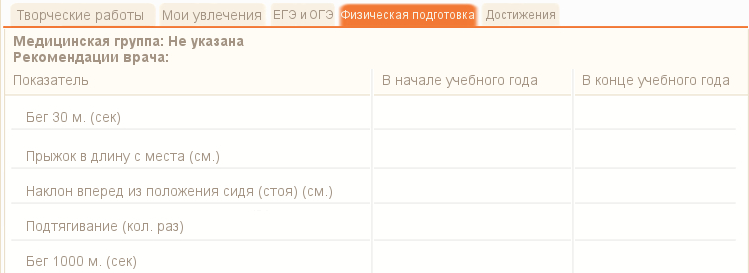 Творческие работы Мои увлечения ЕГЭ и ОГЭ Физическая подготовка Достижения
Медицинская группа: Не указана
Рекомендации врача:
Показатель В начале учебного года В конце учебного года
Бег 30 м. (сек)
Прыжок в длину с места (см.)
Наклон вперед из положения сидя (стоя) (см.)
Подтягивание (кол. раз)
Бег 1000 м. (сек)